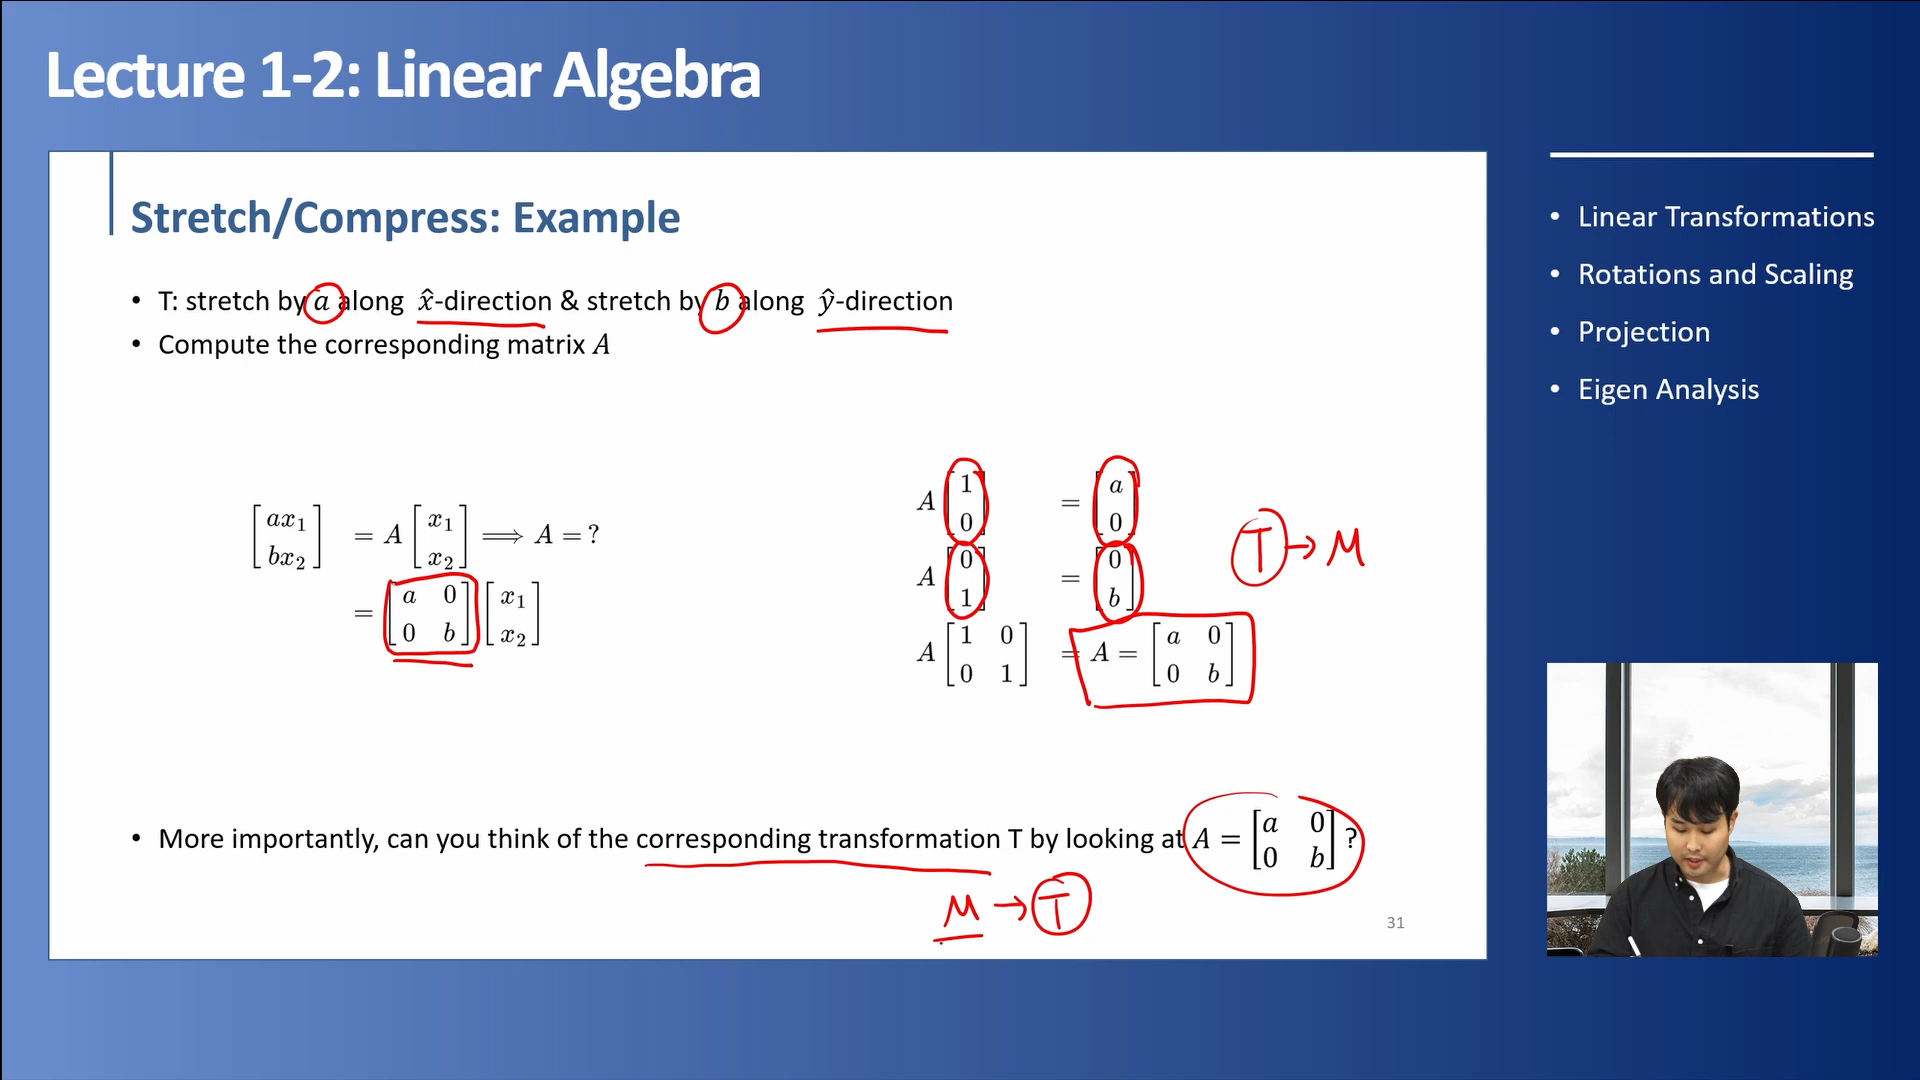 Lecture 1-2: Linear Algebra
Stretch/Compress: Example
• T: stretch by a along x̂-direction & stretch by b along ŷ-direction
• Compute the corresponding matrix A
[ax₁; bx₂] = A [x₁; x₂] ⟹ A = ?
= [a 0; 0 b] [x₁; x₂]
A [1; 0] = [a; 0]
A [0; 1] = [0; b]
A [1 0; 0 1] = A = [a 0; 0 b]
T → M
• More importantly, can you think of the corresponding transformation T by looking at A = [a 0; 0 b] ?
M → T
31
• Linear Transformations
• Rotations and Scaling
• Projection
• Eigen Analysis